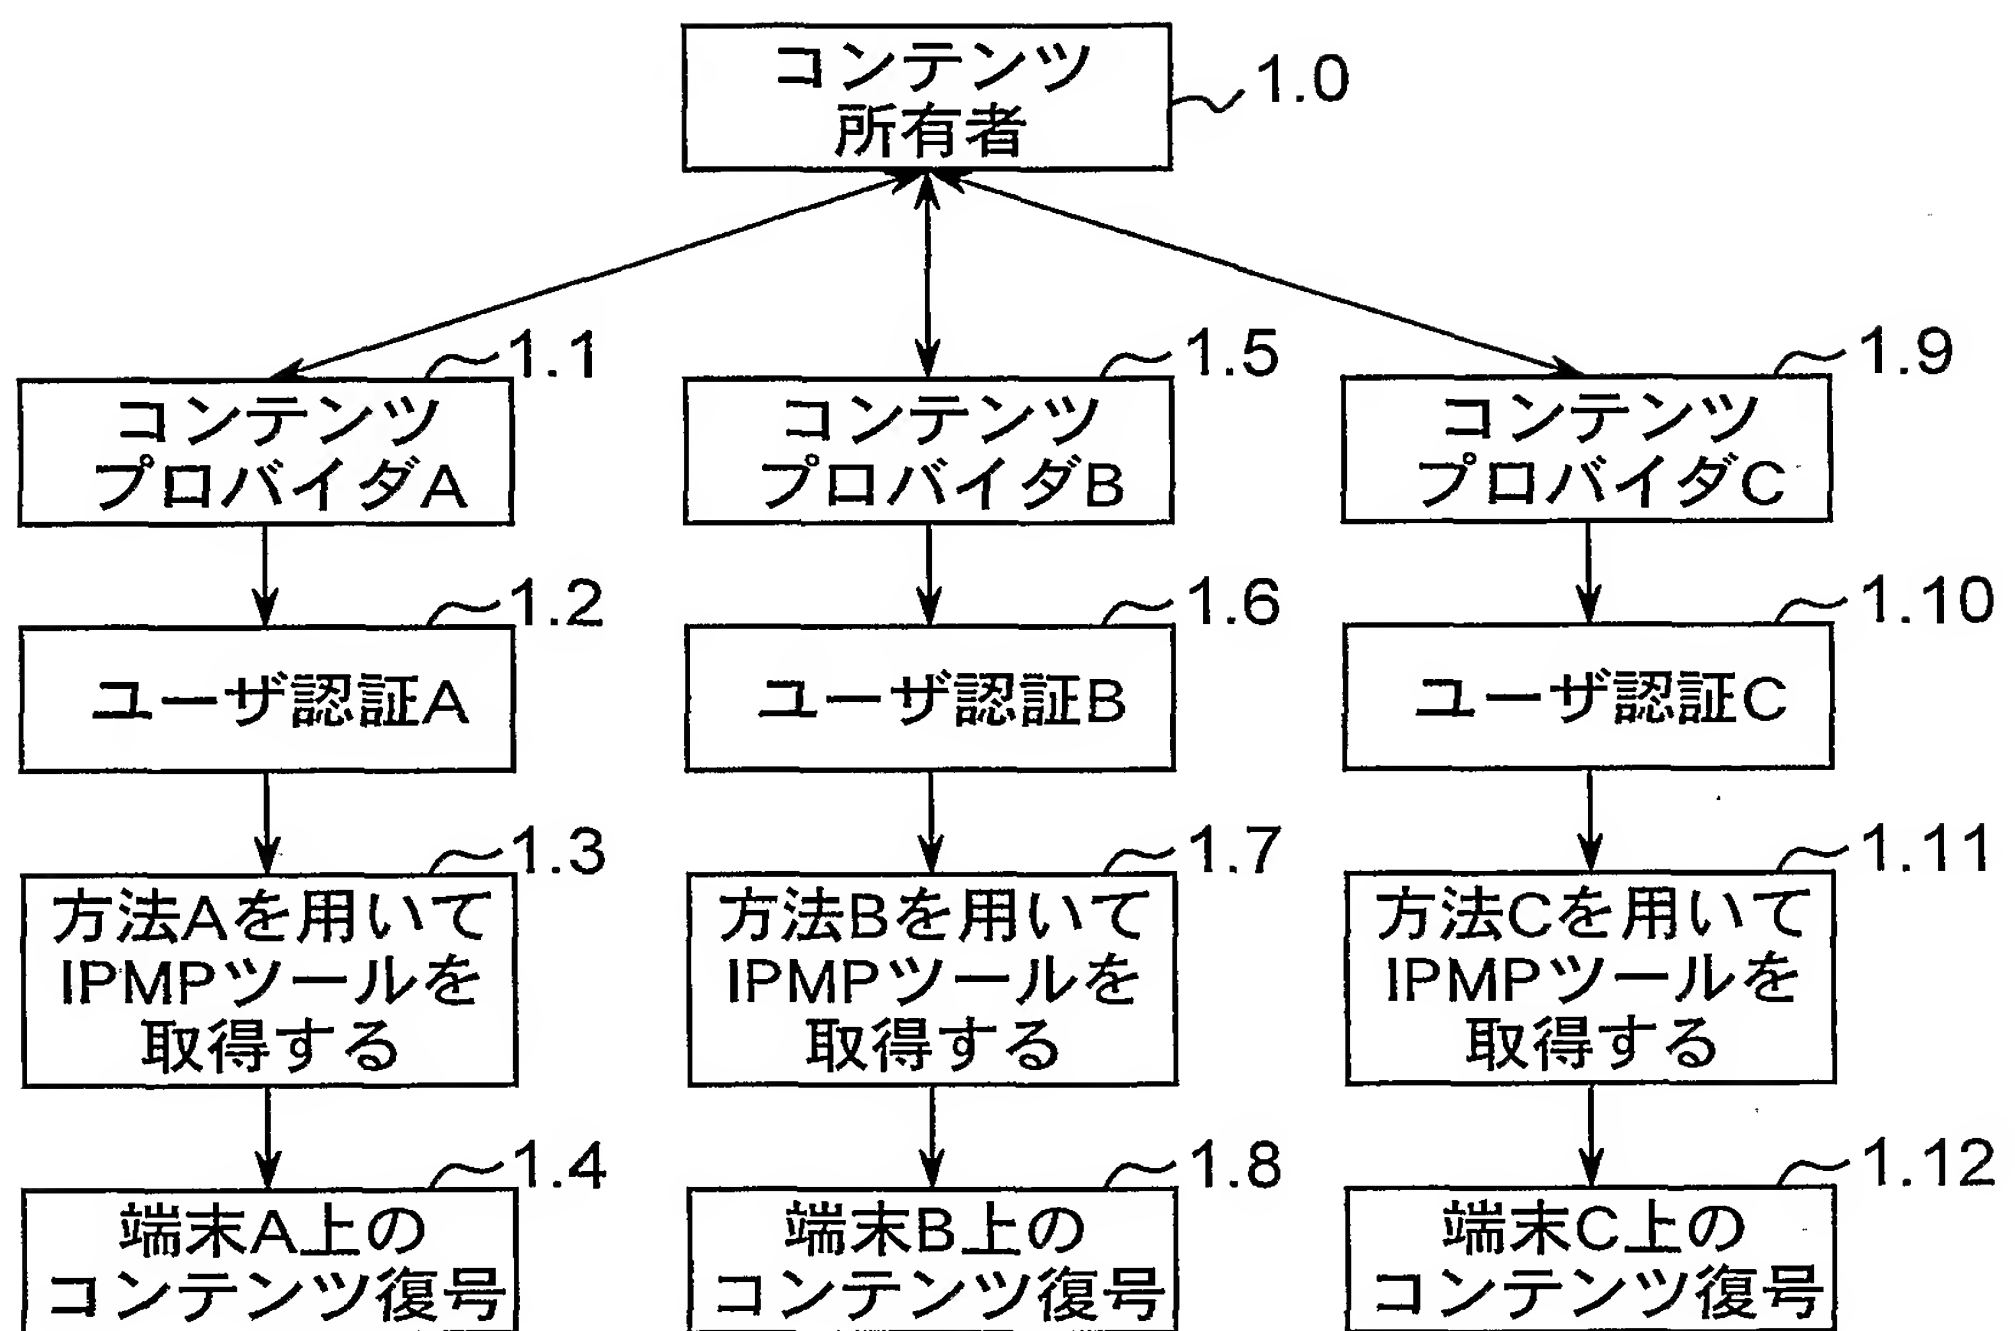 コンテンツ
所有者
1.0
1.1
コンテンツ
プロバイダA
1.5
コンテンツ
プロバイダB
1.9
コンテンツ
プロバイダC
1.2
ユーザ認証A
1.6
ユーザ認証B
1.10
ユーザ認証C
1.3
方法Aを用いて
IPMPツールを
取得する
1.7
方法Bを用いて
IPMPツールを
取得する
1.11
方法Cを用いて
IPMPツールを
取得する
1.4
端末A上の
コンテンツ復号
1.8
端末B上の
コンテンツ復号
1.12
端末C上の
コンテンツ復号